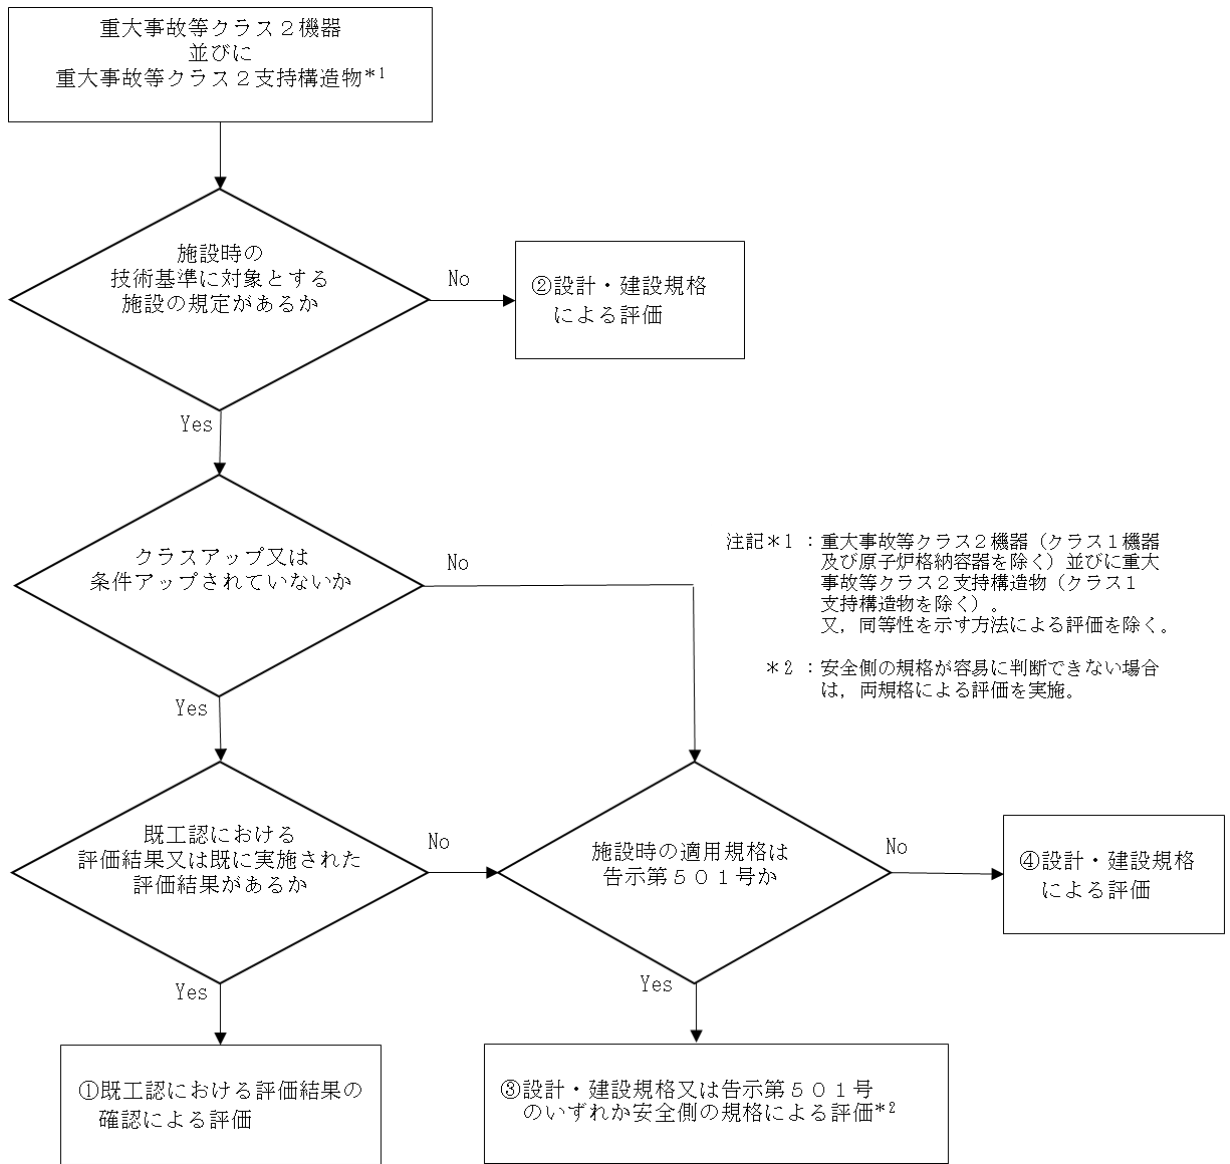 重大事故等クラス２機器
並びに
重大事故等クラス２支持構造物*1
施設時の
技術基準に対象とする
施設の規定があるか
No
②設計・建設規格
による評価
Yes
クラスアップ又は
条件アップされていないか
No
注記＊1 ：重大事故等クラス２機器（クラス１機器
及び原子炉格納容器を除く）並びに重大
事故等クラス２支持構造物（クラス１
支持構造物を除く）。
又，同等性を示す方法による評価を除く。
＊2 ：安全側の規格が容易に判断できない場合
は，両規格による評価を実施。
Yes
既工認における
評価結果又は既に実施された
評価結果があるか
No
施設時の適用規格は
告示第５０１号か
No
④設計・建設規格
による評価
Yes
Yes
①既工認における評価結果の
確認による評価
③設計・建設規格又は告示第５０１号
のいずれか安全側の規格による評価*2